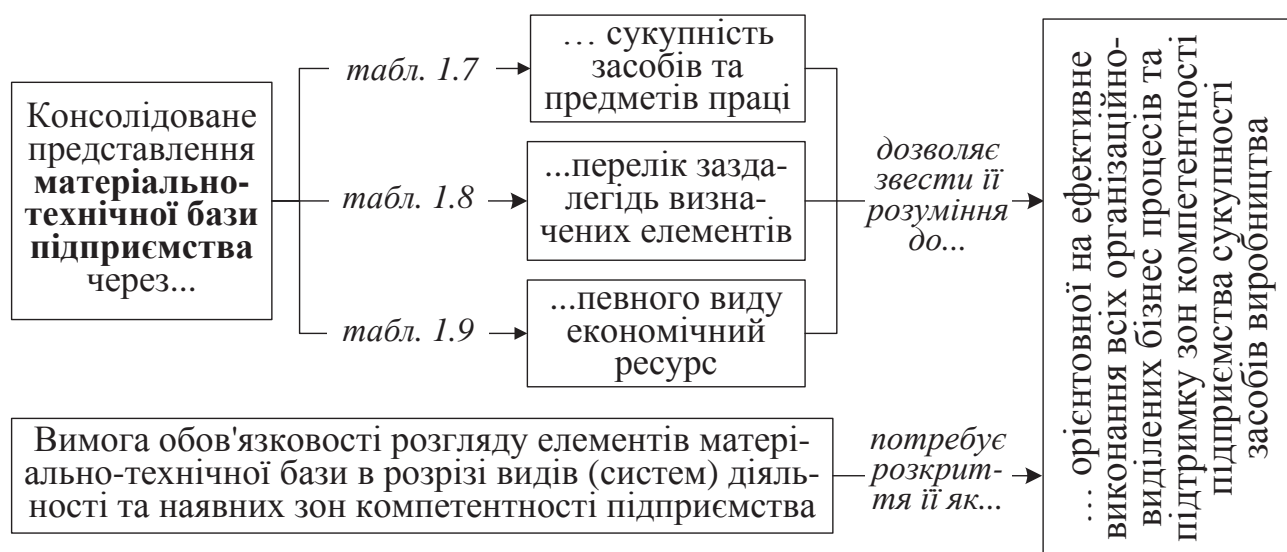 Консолідоване
представлення
матеріально-
технічної бази
підприємства
через...
табл. 1.7
… сукупність
засобів та
предметів праці
табл. 1.8
...перелік зазда-
легідь визна-
чених елементів
табл. 1.9
...певного виду
економічний
ресурс
дозволяє
звести її
розуміння
до...
Вимога обов'язковості розгляду елементів матері-
ально-технічної бази в розрізі видів (систем) діяль-
ності та наявних зон компетентності підприємства
потребує
розкрит-
тя її як...
… орієнтовної на ефективне
виконання всіх організаційно-
виділених бізнес процесів та
підтримку зон компетентності
підприємства сукупності
засобів виробництва